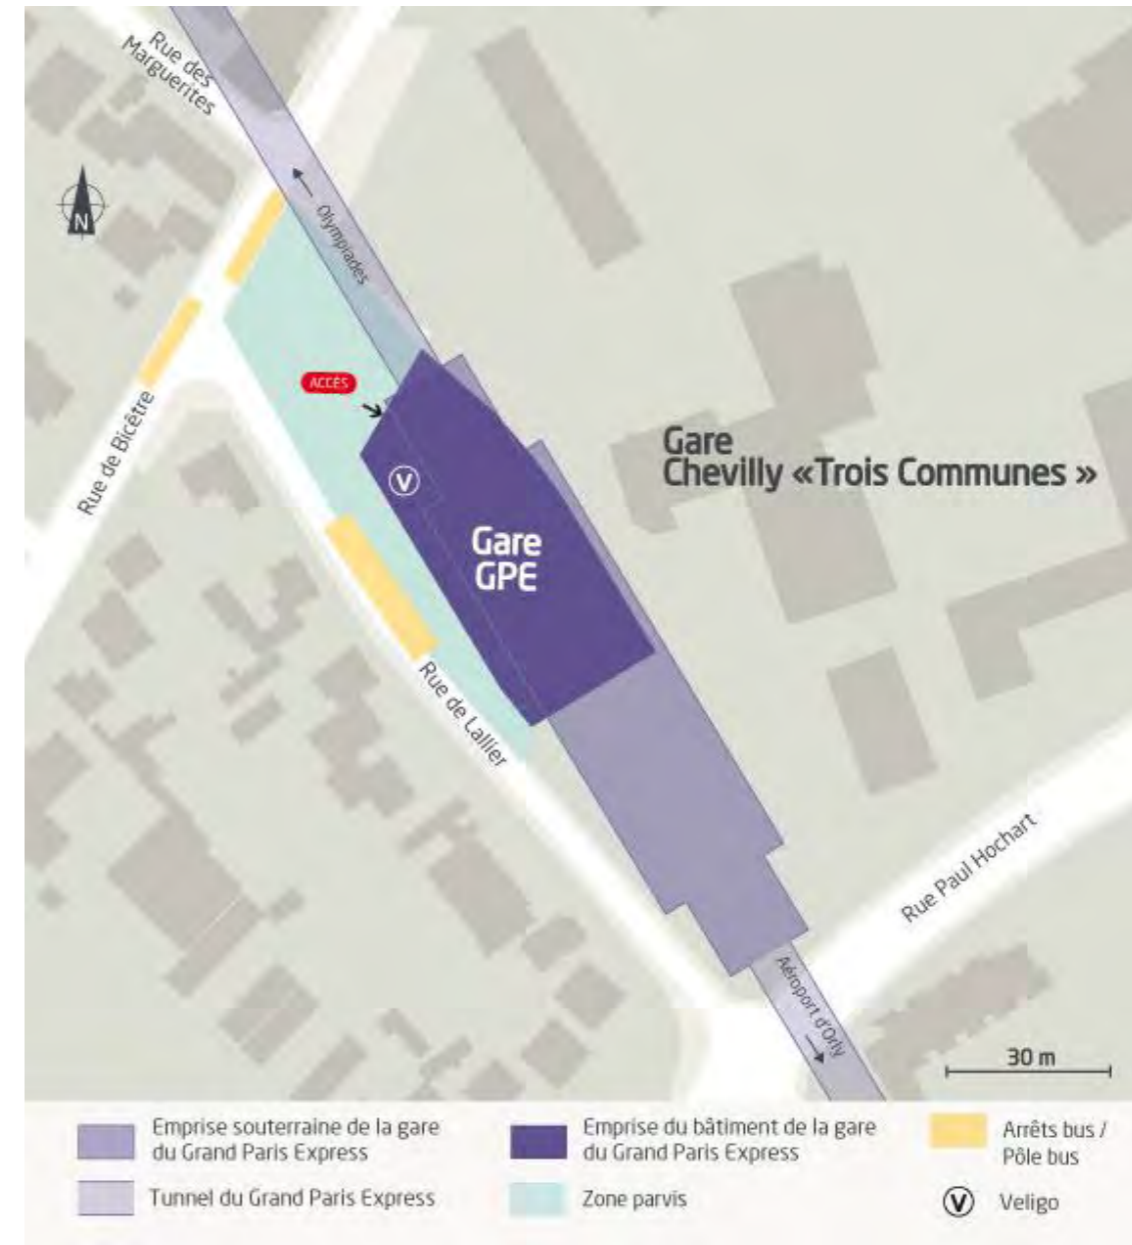 Rue des
Marguerites
N
Olympiades
ACCÈS
Rue de Bicêtre
V
Gare
Chevilly «Trois Communes »
Gare
GPE
Rue de Lallier
Rue Paul Hochart
Aéroport d'Orly
30 m
Emprise souterraine de la gare
du Grand Paris Express
Emprise du bâtiment de la gare
du Grand Paris Express
Arrêts bus /
Pôle bus
Tunnel du Grand Paris Express
Zone parvis
V
Veligo